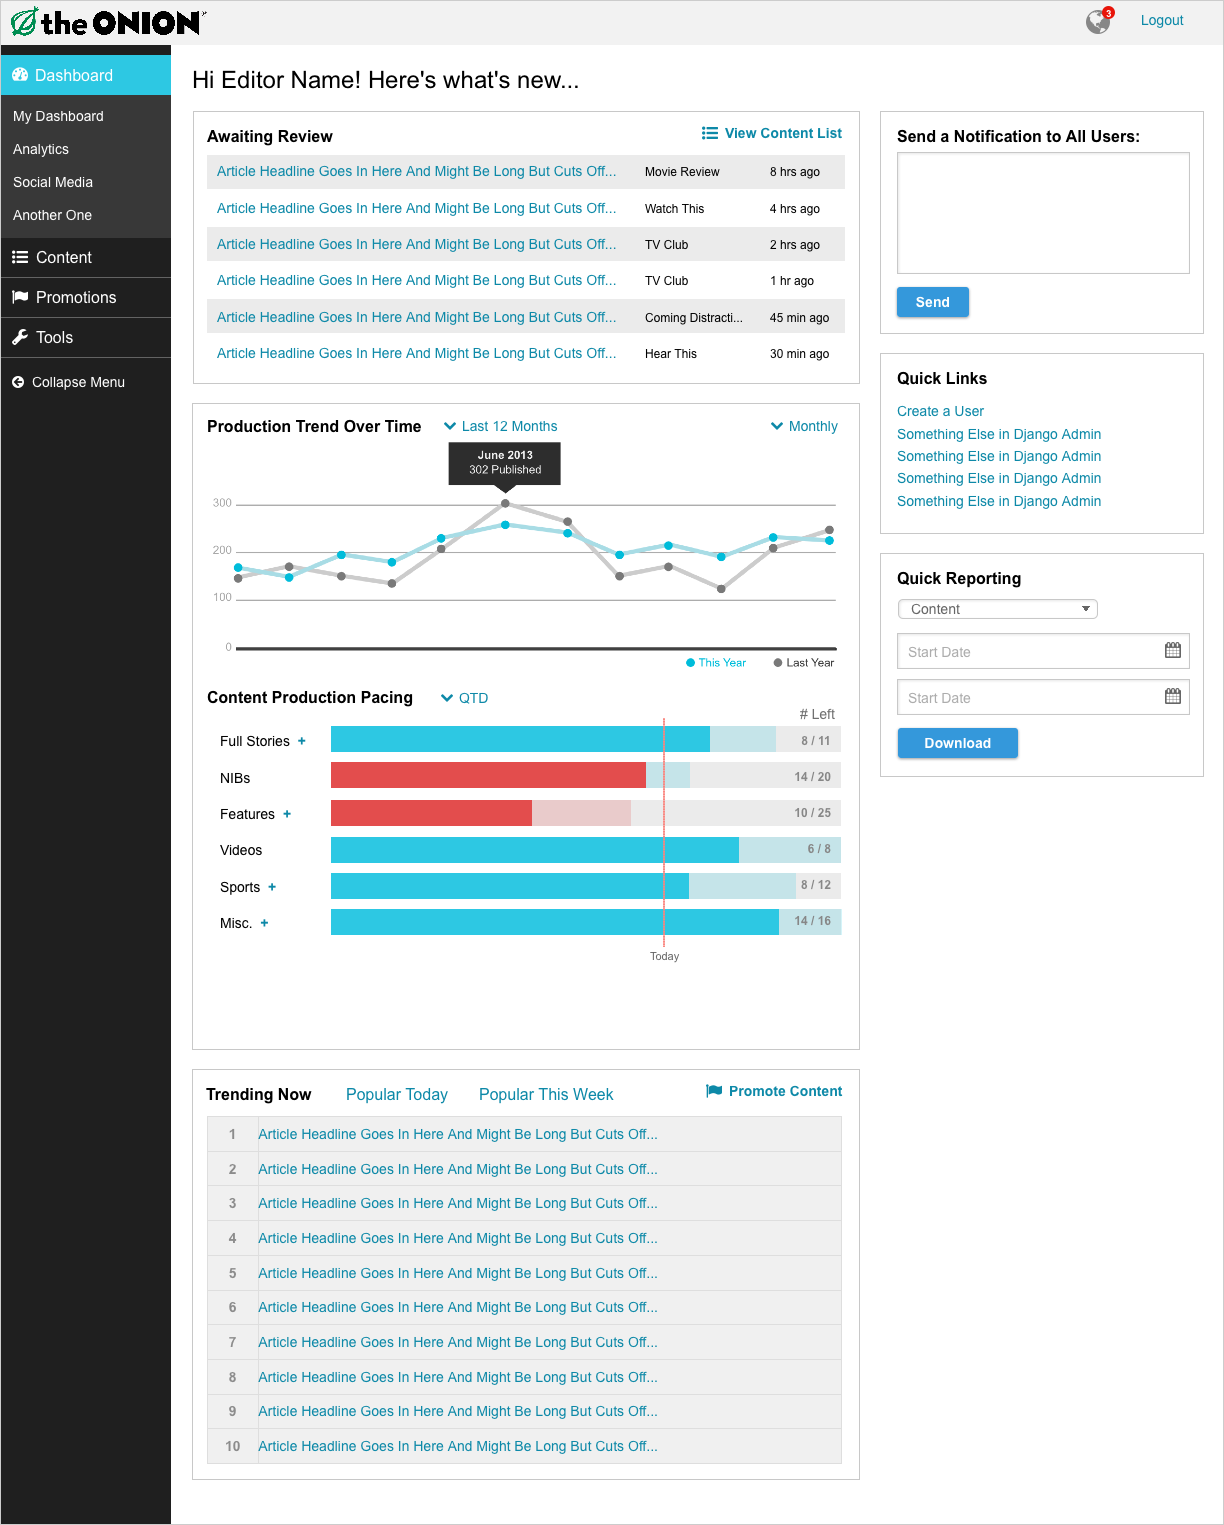 the ONION
3
Logout
Dashboard
My Dashboard
Analytics
Social Media
Another One
Content
Promotions
Tools
Collapse Menu
Hi Editor Name! Here's what's new...
Awaiting Review
View Content List
Article Headline Goes In Here And Might Be Long But Cuts Off... Movie Review 8 hrs ago
Article Headline Goes In Here And Might Be Long But Cuts Off... Watch This 4 hrs ago
Article Headline Goes In Here And Might Be Long But Cuts Off... TV Club 2 hrs ago
Article Headline Goes In Here And Might Be Long But Cuts Off... TV Club 1 hr ago
Article Headline Goes In Here And Might Be Long But Cuts Off... Coming Distracti... 45 min ago
Article Headline Goes In Here And Might Be Long But Cuts Off... Hear This 30 min ago
Production Trend Over Time
Last 12 Months
Monthly
June 2013
302 Published
300
200
100
0
This Year
Last Year
Content Production Pacing
QTD
# Left
Full Stories + 8 / 11
NIBs 14 / 20
Features + 10 / 25
Videos 6 / 8
Sports + 8 / 12
Misc. + 14 / 16
Today
Trending Now
Popular Today
Popular This Week
Promote Content
1 Article Headline Goes In Here And Might Be Long But Cuts Off...
2 Article Headline Goes In Here And Might Be Long But Cuts Off...
3 Article Headline Goes In Here And Might Be Long But Cuts Off...
4 Article Headline Goes In Here And Might Be Long But Cuts Off...
5 Article Headline Goes In Here And Might Be Long But Cuts Off...
6 Article Headline Goes In Here And Might Be Long But Cuts Off...
7 Article Headline Goes In Here And Might Be Long But Cuts Off...
8 Article Headline Goes In Here And Might Be Long But Cuts Off...
9 Article Headline Goes In Here And Might Be Long But Cuts Off...
10 Article Headline Goes In Here And Might Be Long But Cuts Off...
Send a Notification to All Users:
Send
Quick Links
Create a User
Something Else in Django Admin
Something Else in Django Admin
Something Else in Django Admin
Something Else in Django Admin
Quick Reporting
Content
Start Date
Start Date
Download